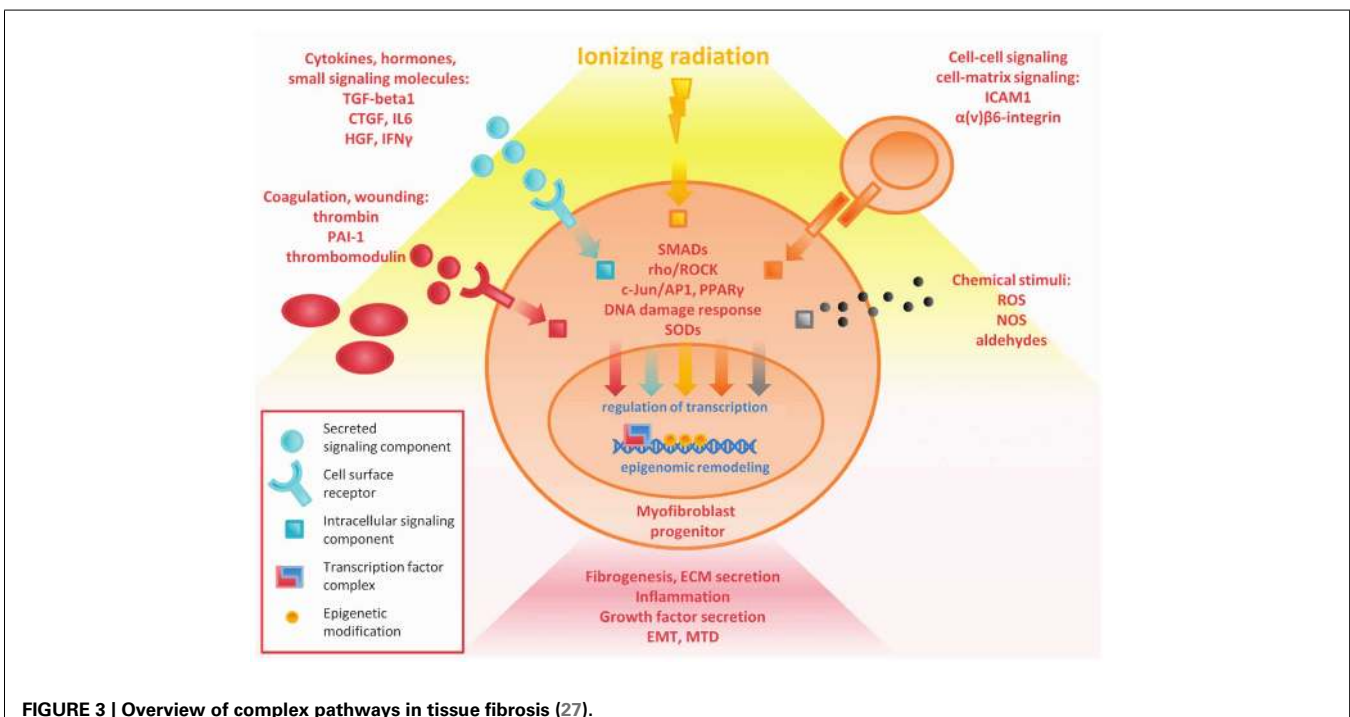 Ionizing radiation
Cytokines, hormones,
small signaling molecules:
TGF-beta1
CTGF, IL6
HGF, IFNγ
Cell-cell signaling
cell-matrix signaling:
ICAM1
α(v)β6-integrin
Coagulation, wounding:
thrombin
PAI-1
thrombomodulin
SMADs
rho/ROCK
c-Jun/AP1, PPARγ
DNA damage response
SODs
Chemical stimuli:
ROS
NOS
aldehydes
regulation of transcription
epigenomic remodeling
Myofibroblast
progenitor
Secreted
signaling component
Cell surface
receptor
Intracellular signaling
component
Transcription factor
complex
Epigenetic
modification
Fibrogenesis, ECM secretion
Inflammation
Growth factor secretion
EMT, MTD
FIGURE 3 | Overview of complex pathways in tissue fibrosis (27).